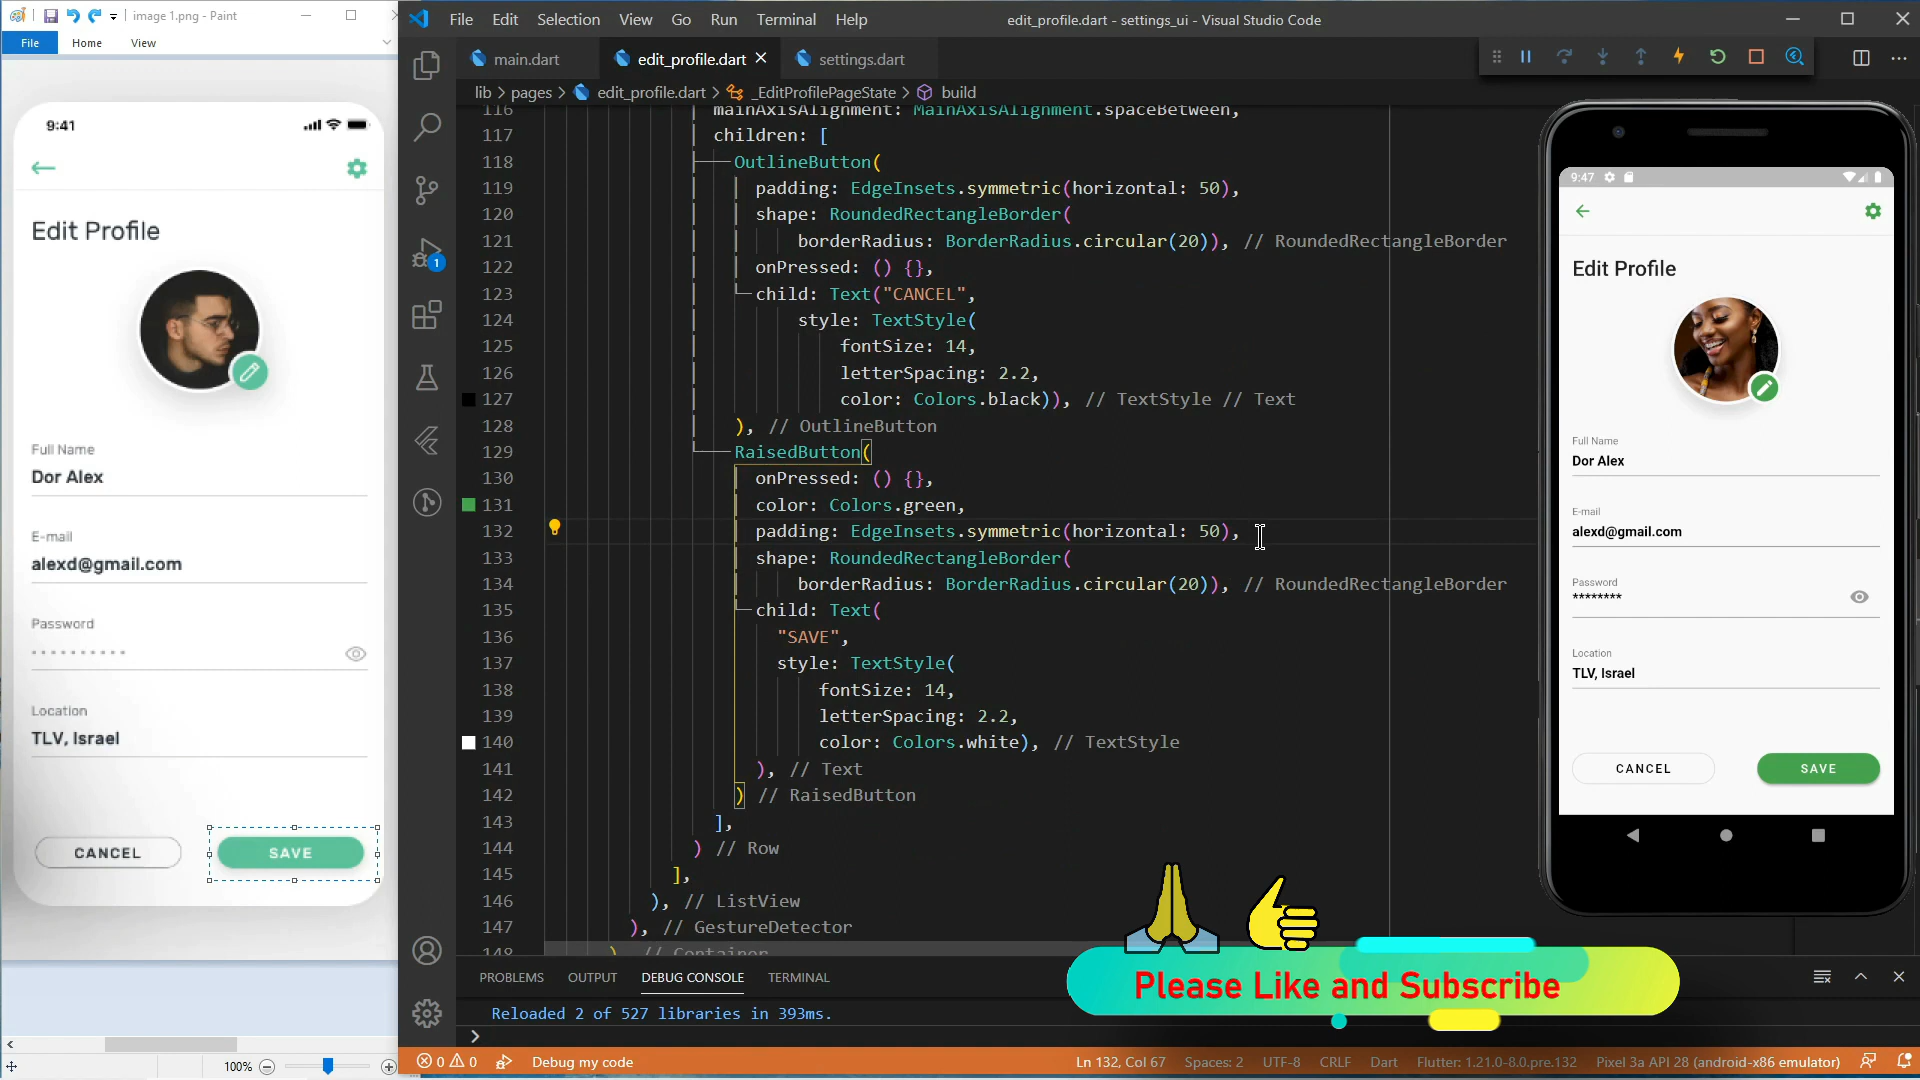 image 1.png - Paint
File Home View
9:41
Edit Profile
Full Name
Dor Alex
E-mail
alexd@gmail.com
Password
Location
TLV, Israel
CANCEL SAVE
100%
File Edit Selection View Go Run Terminal Help
edit_profile.dart - settings_ui - Visual Studio Code
main.dart edit_profile.dart settings.dart
lib > pages > edit_profile.dart > _EditProfilePageState > build
116 mainAxisAlignment: MainAxisAlignment.spaceBetween,
117 children: [
118 OutlineButton(
119 padding: EdgeInsets.symmetric(horizontal: 50),
120 shape: RoundedRectangleBorder(
121 borderRadius: BorderRadius.circular(20)), // RoundedRectangleBorder
122 onPressed: () {},
123 child: Text("CANCEL",
124 style: TextStyle(
125 fontSize: 14,
126 letterSpacing: 2.2,
127 color: Colors.black)), // TextStyle // Text
128 ), // OutlineButton
129 RaisedButton(
130 onPressed: () {},
131 color: Colors.green,
132 padding: EdgeInsets.symmetric(horizontal: 50),
133 shape: RoundedRectangleBorder(
134 borderRadius: BorderRadius.circular(20)), // RoundedRectangleBorder
135 child: Text(
136 "SAVE",
137 style: TextStyle(
138 fontSize: 14,
139 letterSpacing: 2.2,
140 color: Colors.white), // TextStyle
141 ), // Text
142 ) // RaisedButton
143 ],
144 ) // Row
145 ],
146 ), // ListView
147 ), // GestureDetector
148 ) // Container
1
PROBLEMS OUTPUT DEBUG CONSOLE TERMINAL
Reloaded 2 of 527 libraries in 393ms.
>
0 0 Debug my code
Ln 132, Col 67 Spaces: 2 UTF-8 CRLF Dart Flutter: 1.21.0-8.0.pre.132 Pixel 3a API 28 (android-x86 emulator)
9:47
Edit Profile
Full Name
Dor Alex
E-mail
alexd@gmail.com
Password
********
Location
TLV, Israel
CANCEL SAVE
Please Like and Subscribe